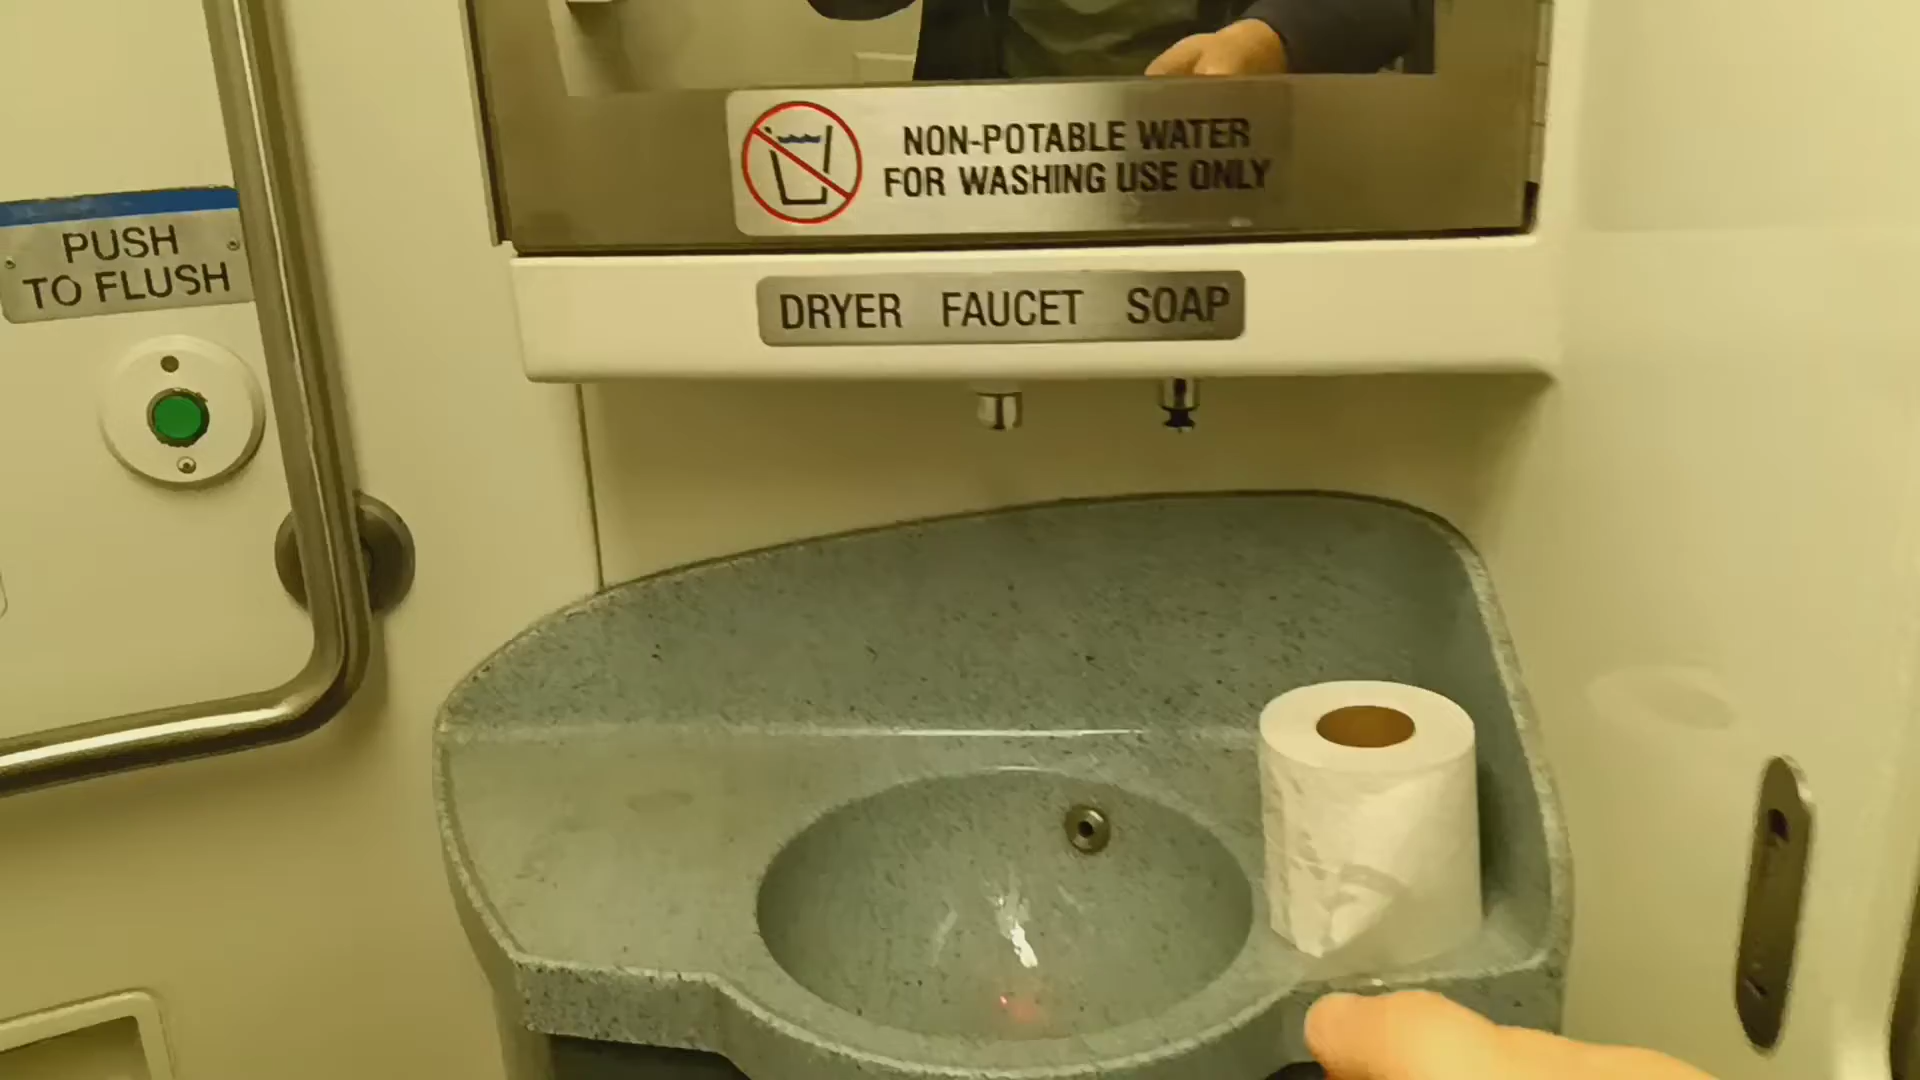 NON-POTABLE WATER
FOR WASHING USE ONLY
PUSH
TO FLUSH
DRYER FAUCET SOAP